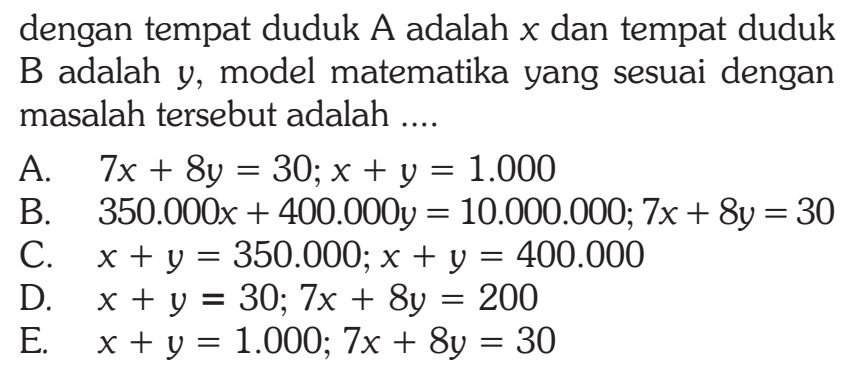 dengan tempat duduk A adalah x dan tempat duduk
B adalah y, model matematika yang sesuai dengan
masalah tersebut adalah ....
A. 7x + 8y = 30; x + y = 1.000
B. 350.000x + 400.000y = 10.000.000; 7x + 8y = 30
C. x + y = 350.000; x + y = 400.000
D. x + y = 30; 7x + 8y = 200
E. x + y = 1.000; 7x + 8y = 30